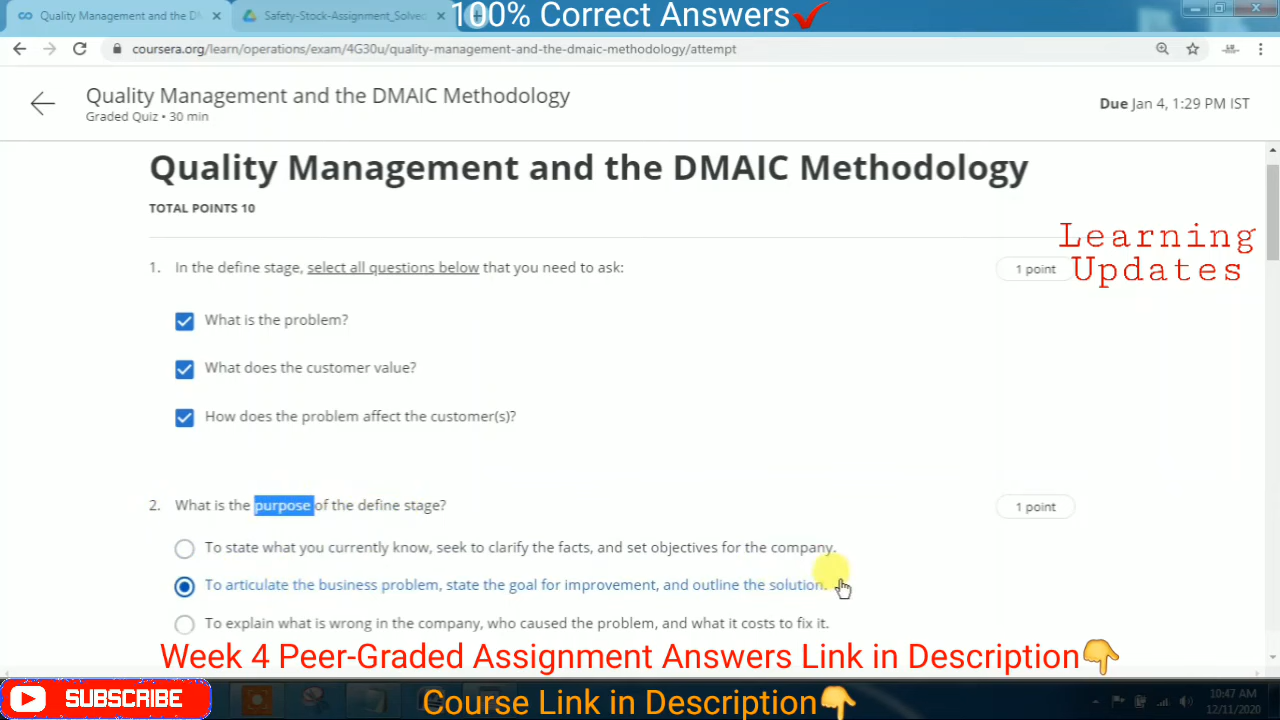 Quality Management and the DM
Safety-Stock-Assignment_Solved
100% Correct Answers
coursera.org/learn/operations/exam/4G30u/quality-management-and-the-dmaic-methodology/attempt
Quality Management and the DMAIC Methodology
Graded Quiz • 30 min
Due Jan 4, 1:29 PM IST
Quality Management and the DMAIC Methodology
TOTAL POINTS 10
Learning
Updates
1. In the define stage, select all questions below that you need to ask:
1 point
What is the problem?
What does the customer value?
How does the problem affect the customer(s)?
2. What is the purpose of the define stage?
1 point
To state what you currently know, seek to clarify the facts, and set objectives for the company.
To articulate the business problem, state the goal for improvement, and outline the solution.
To explain what is wrong in the company, who caused the problem, and what it costs to fix it.
Week 4 Peer-Graded Assignment Answers Link in Description👇
SUBSCRIBE
Course Link in Description👇
10:47 AM
12/11/2020